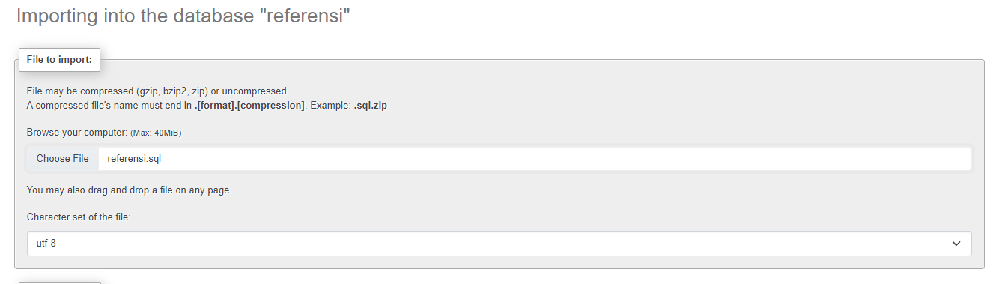 Importing into the database "referensi"
File to import:
File may be compressed (gzip, bzip2, zip) or uncompressed.
A compressed file's name must end in .[format].[compression]. Example: .sql.zip
Browse your computer: (Max: 40MiB)
Choose File referensi.sql
You may also drag and drop a file on any page.
Character set of the file:
utf-8